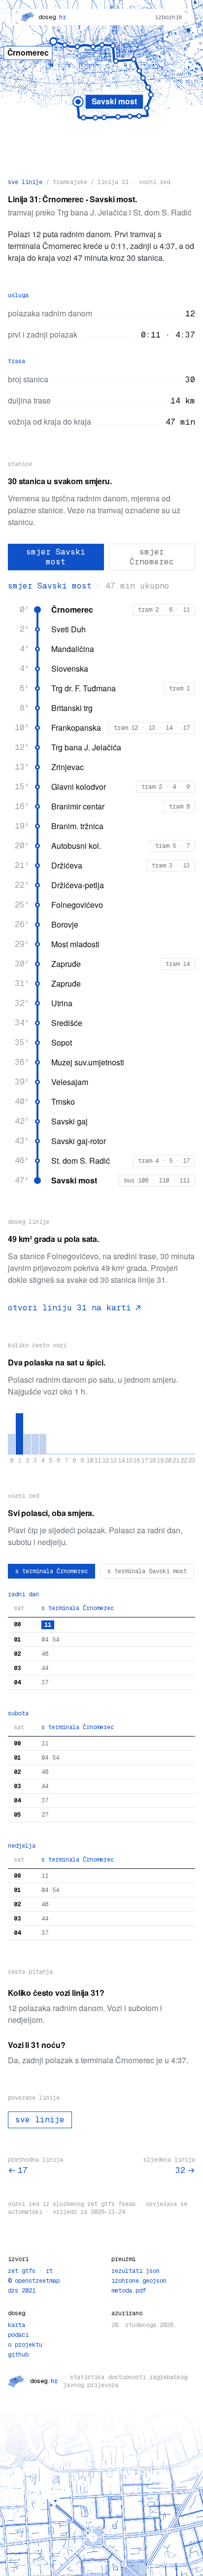 doseg.hr
izbornik
Črnomerec
Savski most
sve linije / tramvajske / linija 31 · vozni red
Linija 31: Črnomerec - Savski most.
tramvaj preko Trg bana J. Jelačića i St. dom S. Radić
Polazi 12 puta radnim danom. Prvi tramvaj s
terminala Črnomerec kreće u 0:11, zadnji u 4:37, a od
kraja do kraja vozi 47 minuta kroz 30 stanica.
usluga
polazaka radnim danom 12
prvi i zadnji polazak 0:11 · 4:37
trasa
broj stanica 30
duljina trase 14 km
vožnja od kraja do kraja 47 min
stanice
30 stanica u svakom smjeru.
Vremena su tipična radnim danom, mjerena od
polazne stanice. Veze na tramvaj označene su uz
stanicu.
smjer Savski most
smjer Črnomerec
smjer Savski most · 47 min ukupno
0' Črnomerec tram 2 · 6 · 11
2' Sveti Duh
4' Mandaličina
4' Slovenska
6' Trg dr. F. Tuđmana tram 1
8' Britanski trg
10' Frankopanska tram 12 · 13 · 14 · 17
12' Trg bana J. Jelačića
13' Zrinjevac
15' Glavni kolodvor tram 2 · 4 · 9
16' Branimir centar tram 8
19' Branim. tržnica
20' Autobusni kol. tram 5 · 7
21' Držićeva tram 3 · 13
22' Držićeva-petlja
25' Folnegovićevo
26' Borovje
29' Most mladosti
30' Zapruđe tram 14
31' Zapruđe
32' Utrina
34' Središće
35' Sopot
36' Muzej suv.umjetnosti
39' Velesajam
40' Trnsko
42' Savski gaj
43' Savski gaj-rotor
46' St. dom S. Radić tram 4 · 5 · 17
47' Savski most bus 108 · 110 · 111
doseg linije
49 km² grada u pola sata.
Sa stanice Folnegovićevo, na sredini trase, 30 minuta
javnim prijevozom pokriva 49 km² grada. Provjeri
dokle stigneš sa svake od 30 stanica linije 31.
otvori liniju 31 na karti ↗
koliko često vozi
Dva polaska na sat u špici.
Polasci radnim danom po satu, u jednom smjeru.
Najgušće vozi oko 1 h.
0 1 2 3 4 5 6 7 8 9 10 11 12 13 14 15 16 17 18 19 20 21 22 23
vozni red
Svi polasci, oba smjera.
Plavi čip je sljedeći polazak. Polasci za radni dan,
subotu i nedjelju.
s terminala Črnomerec
s terminala Savski most
radni dan
sat s terminala Črnomerec
00 11
01 04 54
02 48
03 44
04 37
subota
sat s terminala Črnomerec
00 11
01 04 54
02 48
03 44
04 37
05 27
nedjelja
sat s terminala Črnomerec
00 11
01 04 54
02 48
03 44
04 37
česta pitanja
Koliko često vozi linija 31?
12 polazaka radnim danom. Vozi i subotom i
nedjeljom.
Vozi li 31 noću?
Da, zadnji polazak s terminala Črnomerec je u 4:37.
povezane linije
sve linije
prethodna linija
← 17
sljedeća linija
32 →
vozni red iz službenog zet gtfs feeda · osvježava se
automatski · vrijedi za 2026-11-24
izvori
zet gtfs · rt
© openstreetmap
dzs 2021
preuzmi
rezultati.json
izohrone.geojson
metoda.pdf
doseg
karta
podaci
o projektu
github
ažurirano
20. studenoga 2026
doseg.hr
statistika dostupnosti zagrebačkog
javnog prijevoza